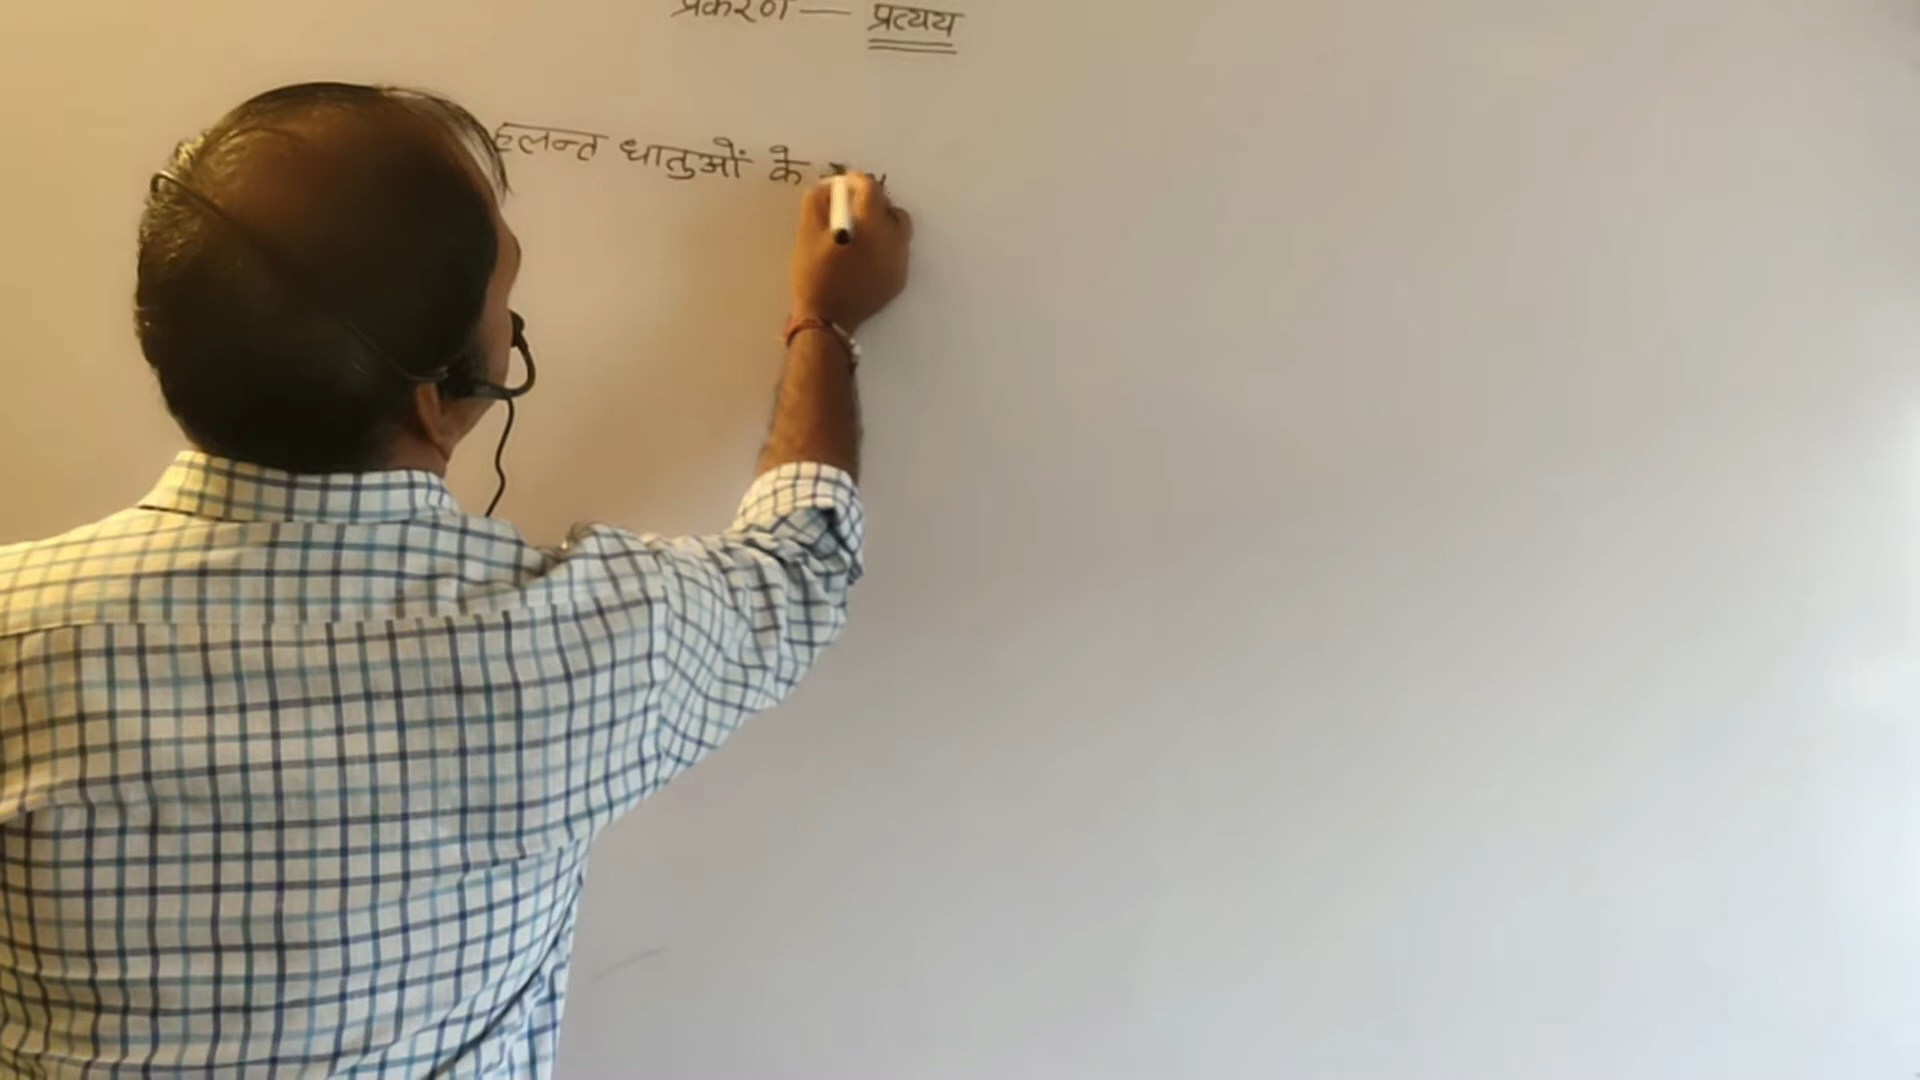 प्रकरण — प्रत्यय
हलन्त धातुओं के